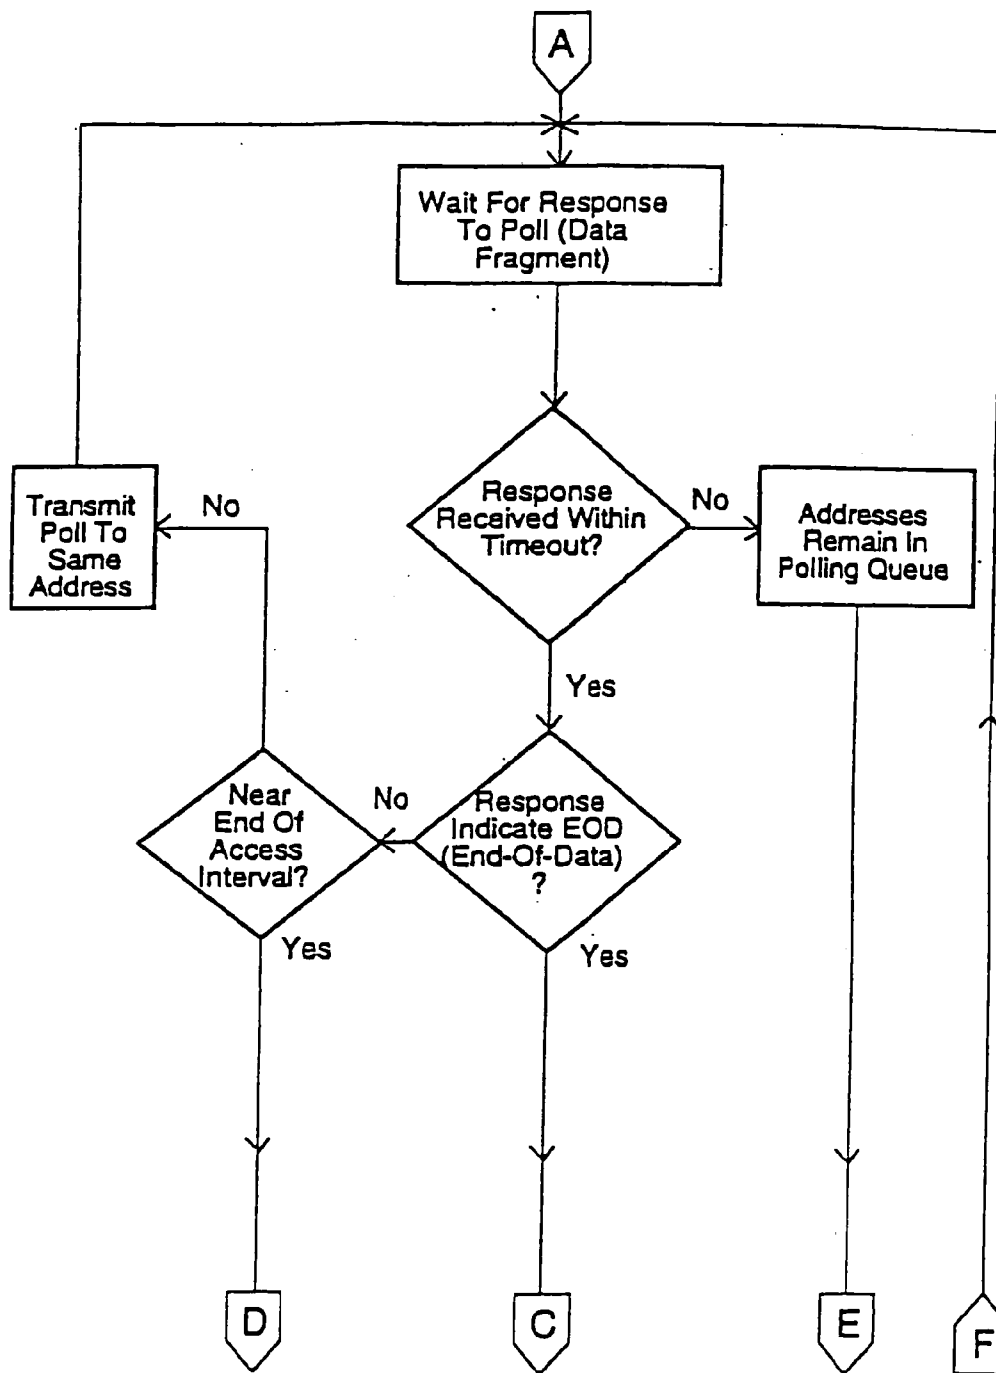 A
Wait For Response
To Poll (Data
Fragment)
Response
Received Within
Timeout?
No
Addresses
Remain In
Polling Queue
Transmit
Poll To
Same
Address
No
Yes
Near
End Of
Access
Interval?
No
Response
Indicate EOD
(End-Of-Data)
?
Yes
Yes
D
C
E
F